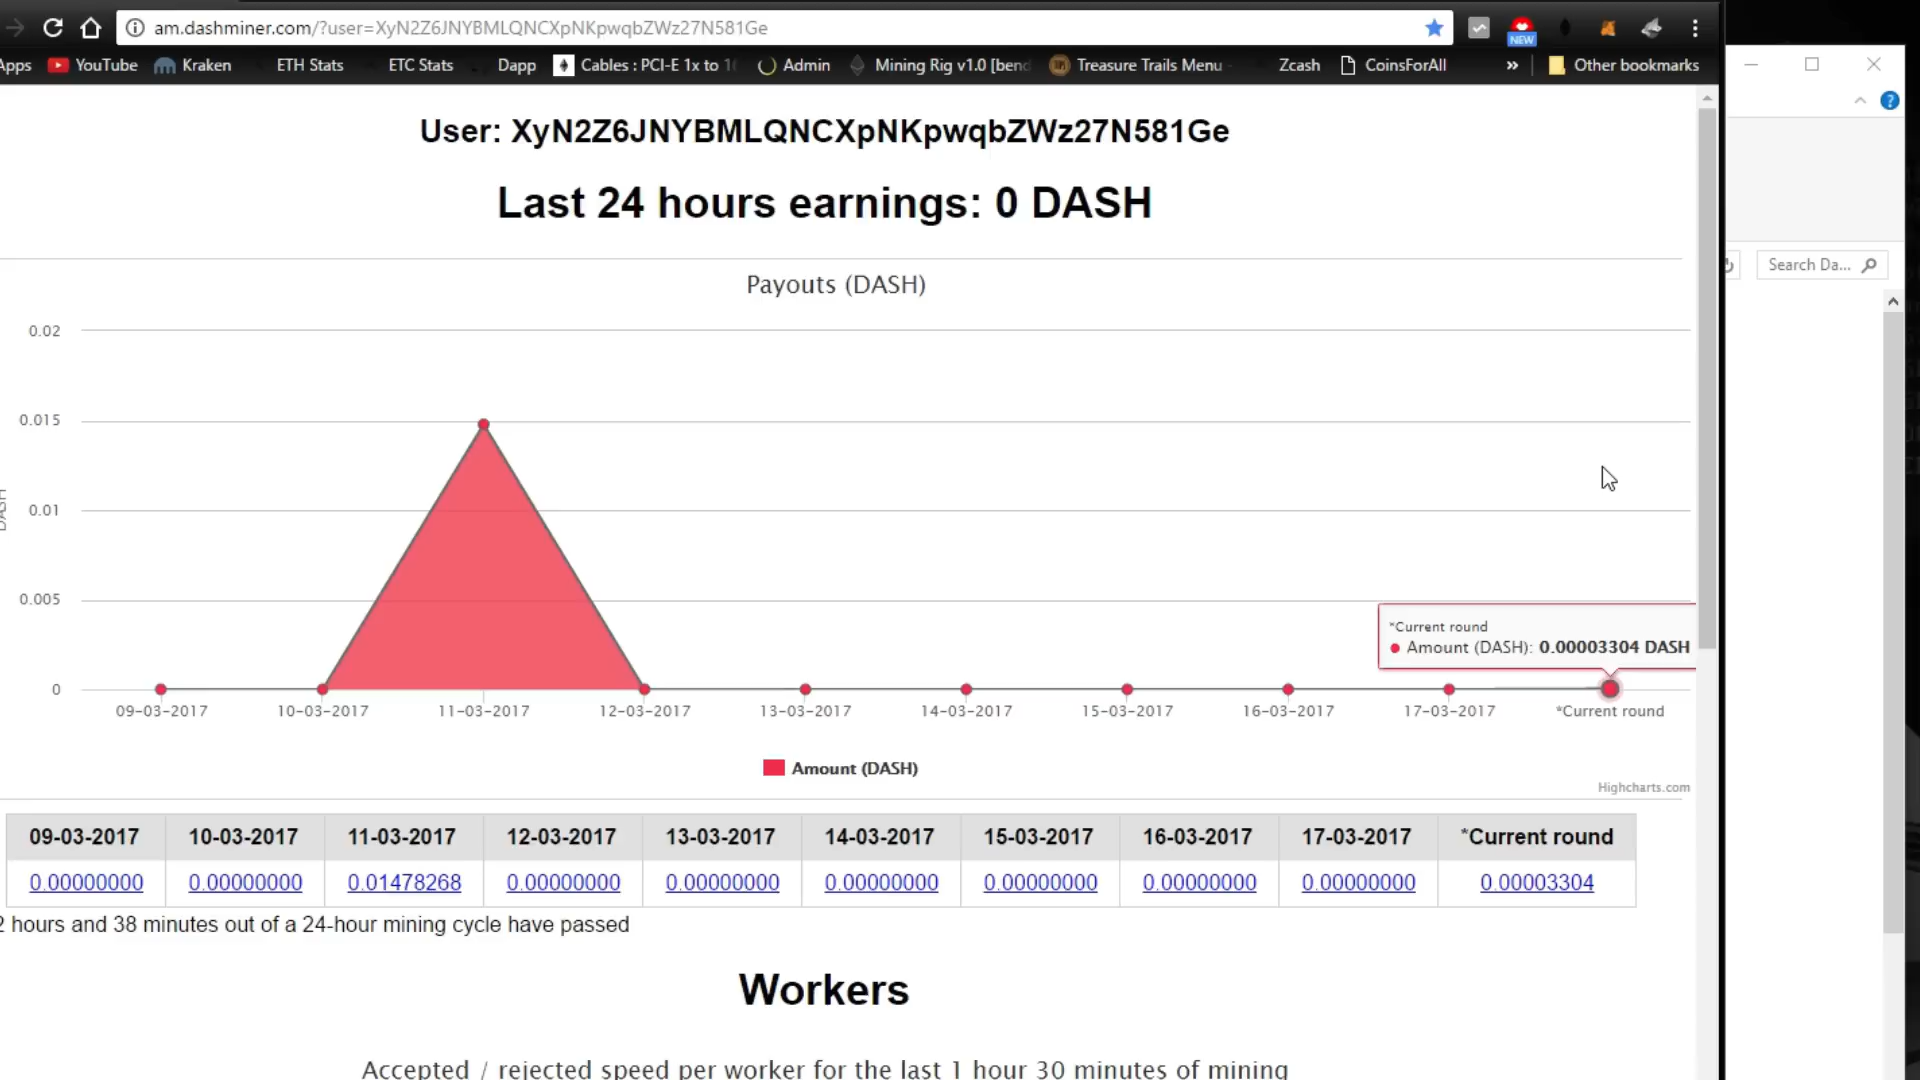 am.dashminer.com/?user=XyN2Z6JNYBMLQNCXpNKpwqbZWz27N581Ge
NEW
Apps YouTube Kraken ETH Stats ETC Stats Dapp Cables : PCI-E 1x to 1 Admin Mining Rig v1.0 [bend Treasure Trails Menu Zcash CoinsForAll » Other bookmarks
User: XyN2Z6JNYBMLQNCXpNKpwqbZWz27N581Ge
Last 24 hours earnings: 0 DASH
Search Da...
Payouts (DASH)
0.02
0.015
0.01
0.005
0
DASH
*Current round
Amount (DASH): 0.00003304 DASH
09-03-2017 10-03-2017 11-03-2017 12-03-2017 13-03-2017 14-03-2017 15-03-2017 16-03-2017 17-03-2017 *Current round
Amount (DASH)
Highcharts.com
09-03-2017 10-03-2017 11-03-2017 12-03-2017 13-03-2017 14-03-2017 15-03-2017 16-03-2017 17-03-2017 *Current round
0.00000000 0.00000000 0.01478268 0.00000000 0.00000000 0.00000000 0.00000000 0.00000000 0.00000000 0.00003304
2 hours and 38 minutes out of a 24-hour mining cycle have passed
Workers
Accepted / rejected speed per worker for the last 1 hour 30 minutes of mining